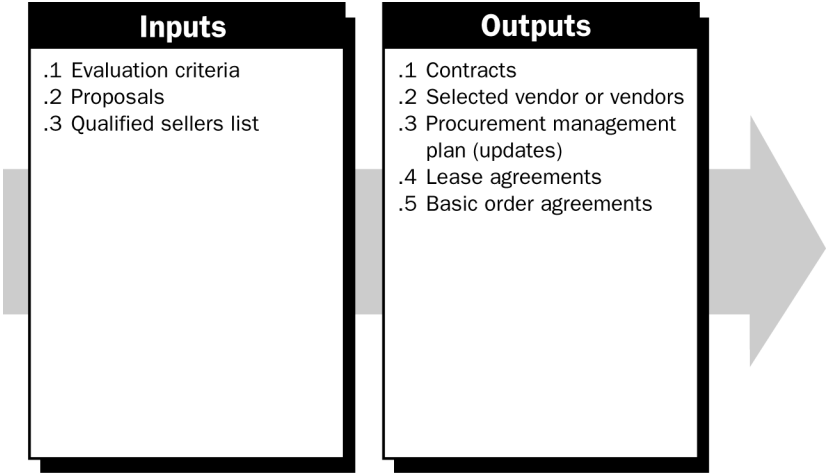 Inputs
.1 Evaluation criteria
.2 Proposals
.3 Qualified sellers list
Outputs
.1 Contracts
.2 Selected vendor or vendors
.3 Procurement management
plan (updates)
.4 Lease agreements
.5 Basic order agreements